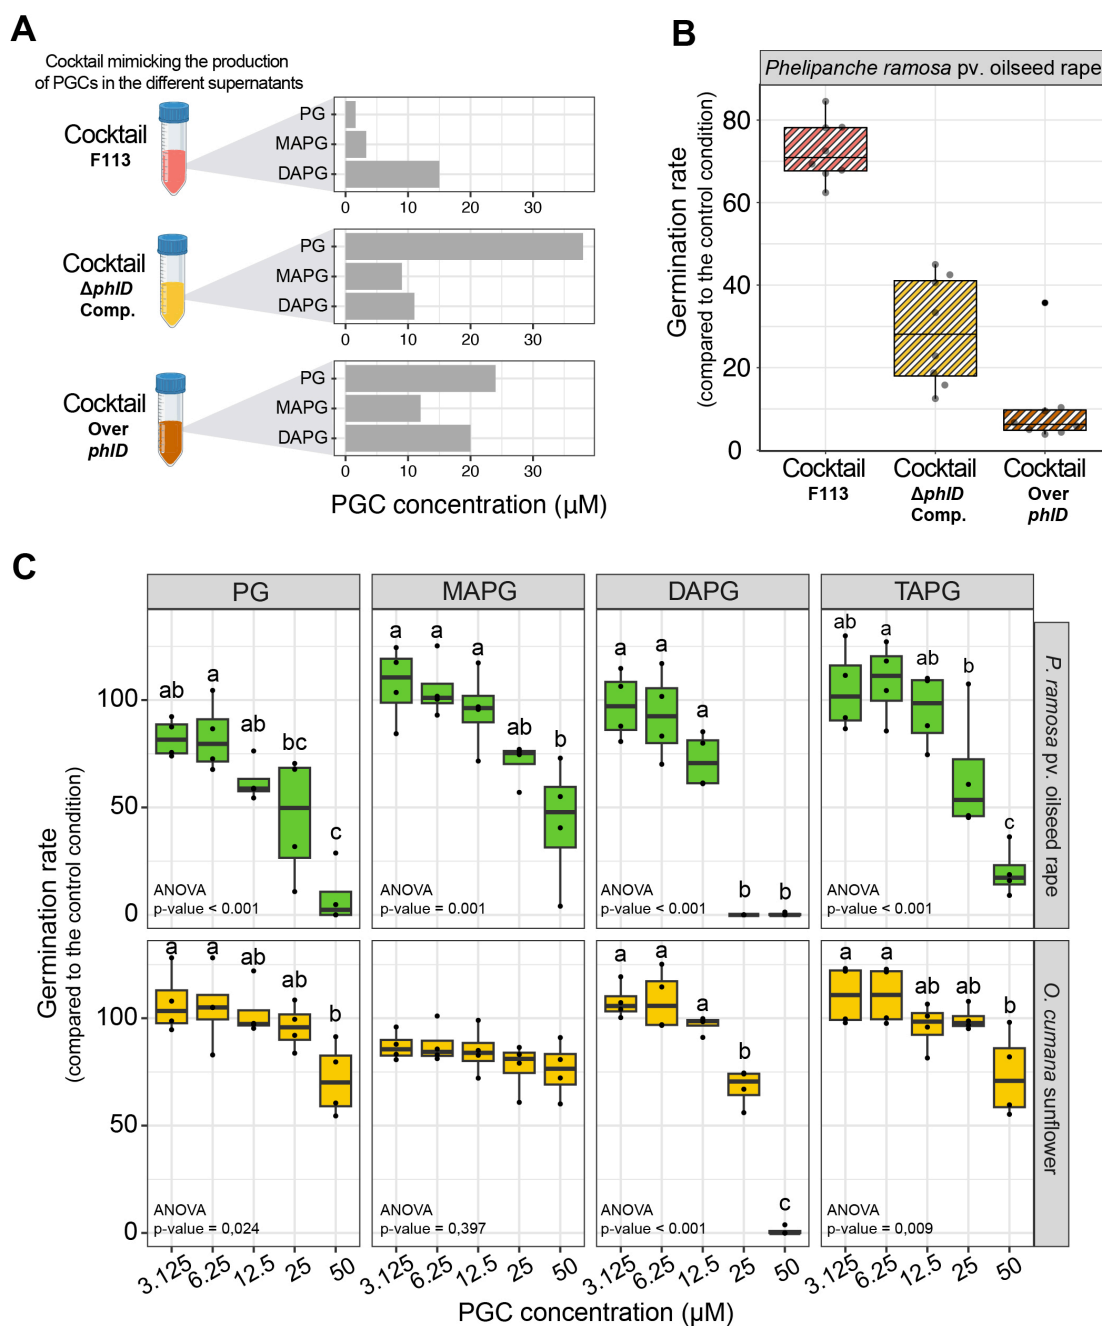 A
Cocktail mimicking the production
of PGCs in the different supernatants
Cocktail
F113
PG
MAPG
DAPG
0 10 20 30
Cocktail
ΔphlD
Comp.
PG
MAPG
DAPG
0 10 20 30
Cocktail
Over
phlD
PG
MAPG
DAPG
0 10 20 30
PGC concentration (µM)
B
Phelipanche ramosa pv. oilseed rape
Germination rate
(compared to the control condition)
80
60
40
20
0
Cocktail
F113
Cocktail
ΔphlD
Comp.
Cocktail
Over
phlD
C
PG MAPG DAPG TAPG
Germination rate
(compared to the control condition)
100
50
0
ab a ab bc c
ANOVA
p-value < 0.001
a a a ab b
ANOVA
p-value = 0.001
a a a b b
ANOVA
p-value < 0.001
ab a ab b c
ANOVA
p-value < 0.001
P. ramosa pv. oilseed rape
100
50
0
a a ab ab b
ANOVA
p-value = 0,024
ANOVA
p-value = 0,397
a a a b c
ANOVA
p-value < 0.001
a a ab ab b
ANOVA
p-value = 0,009
O. cumana sunflower
3.125 6.25 12.5 25 50 3.125 6.25 12.5 25 50 3.125 6.25 12.5 25 50 3.125 6.25 12.5 25 50
PGC concentration (µM)